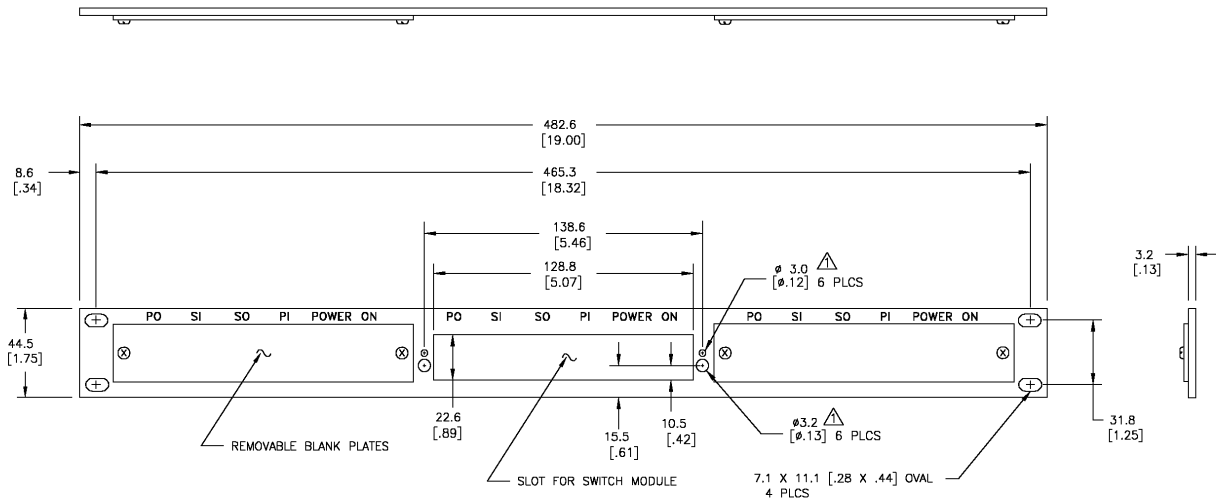 482.6
[19.00]
8.6
[.34]
465.3
[18.32]
138.6
[5.46]
128.8
[5.07]
ø 3.0 1
[ø.12] 6 PLCS
3.2
[.13]
PO SI SO PI POWER ON
PO SI SO PI POWER ON
PO SI SO PI POWER ON
44.5
[1.75]
22.6
[.89]
15.5
[.61]
10.5
[.42]
ø3.2 1
[ø.13] 6 PLCS
31.8
[1.25]
REMOVABLE BLANK PLATES
SLOT FOR SWITCH MODULE
7.1 X 11.1 [.28 X .44] OVAL
4 PLCS